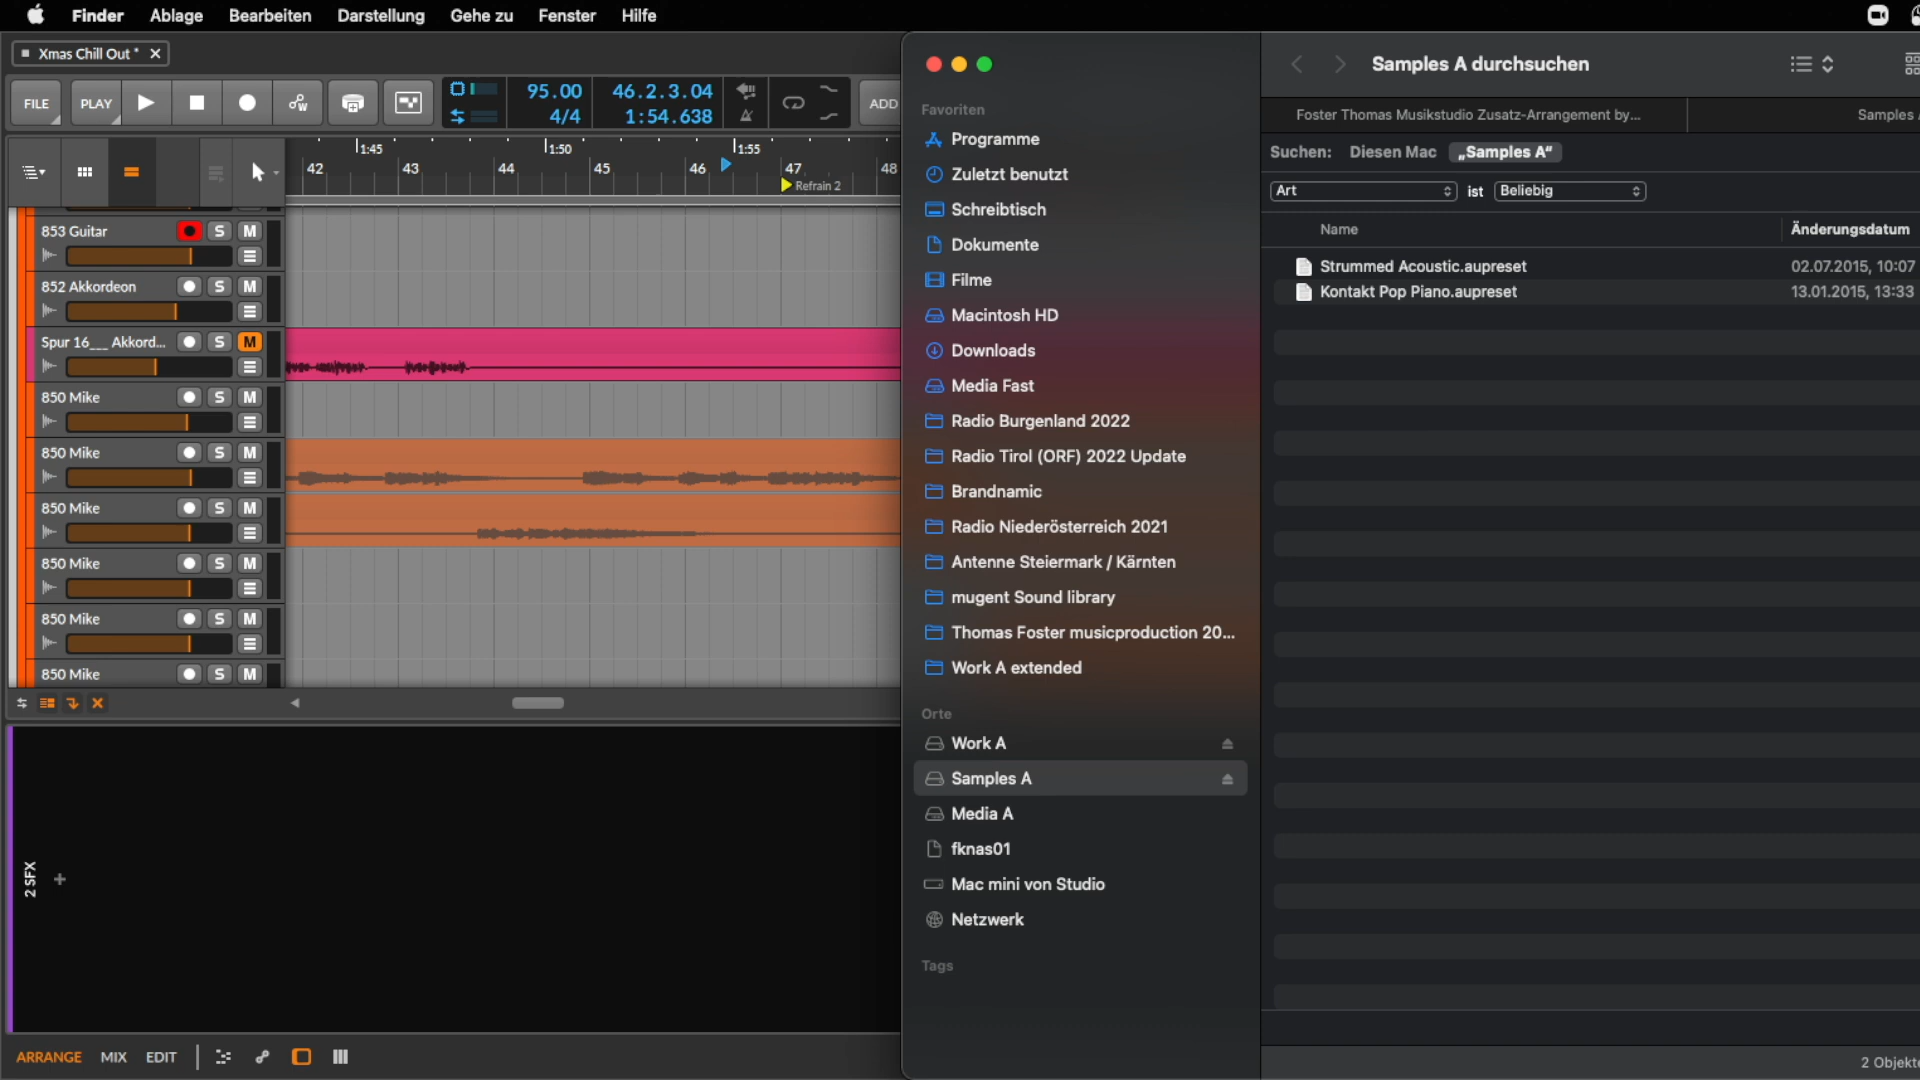 Finder Ablage Bearbeiten Darstellung Gehe zu Fenster Hilfe
Xmas Chill Out *
FILE PLAY 95.00 46.2.3.04 ADD
4/4 1:54.638
1:45 1:50 1:55
42 43 44 45 46 47 48
Refrain 2
853 Guitar S M
852 Akkordeon S M
Spur 16___ Akkord... S M
850 Mike S M
850 Mike S M
850 Mike S M
850 Mike S M
850 Mike S M
850 Mike S M
2 SFX
ARRANGE MIX EDIT
Favoriten
Programme
Zuletzt benutzt
Schreibtisch
Dokumente
Filme
Macintosh HD
Downloads
Media Fast
Radio Burgenland 2022
Radio Tirol (ORF) 2022 Update
Brandnamic
Radio Niederösterreich 2021
Antenne Steiermark / Kärnten
mugent Sound library
Thomas Foster musicproduction 20...
Work A extended
Orte
Work A
Samples A
Media A
fknas01
Mac mini von Studio
Netzwerk
Tags
Samples A durchsuchen
Foster Thomas Musikstudio Zusatz-Arrangement by... Samples
Suchen: Diesen Mac „Samples A“
Art ist Beliebig
Name Änderungsdatum
Strummed Acoustic.aupreset 02.07.2015, 10:07
Kontakt Pop Piano.aupreset 13.01.2015, 13:33
2 Objekte